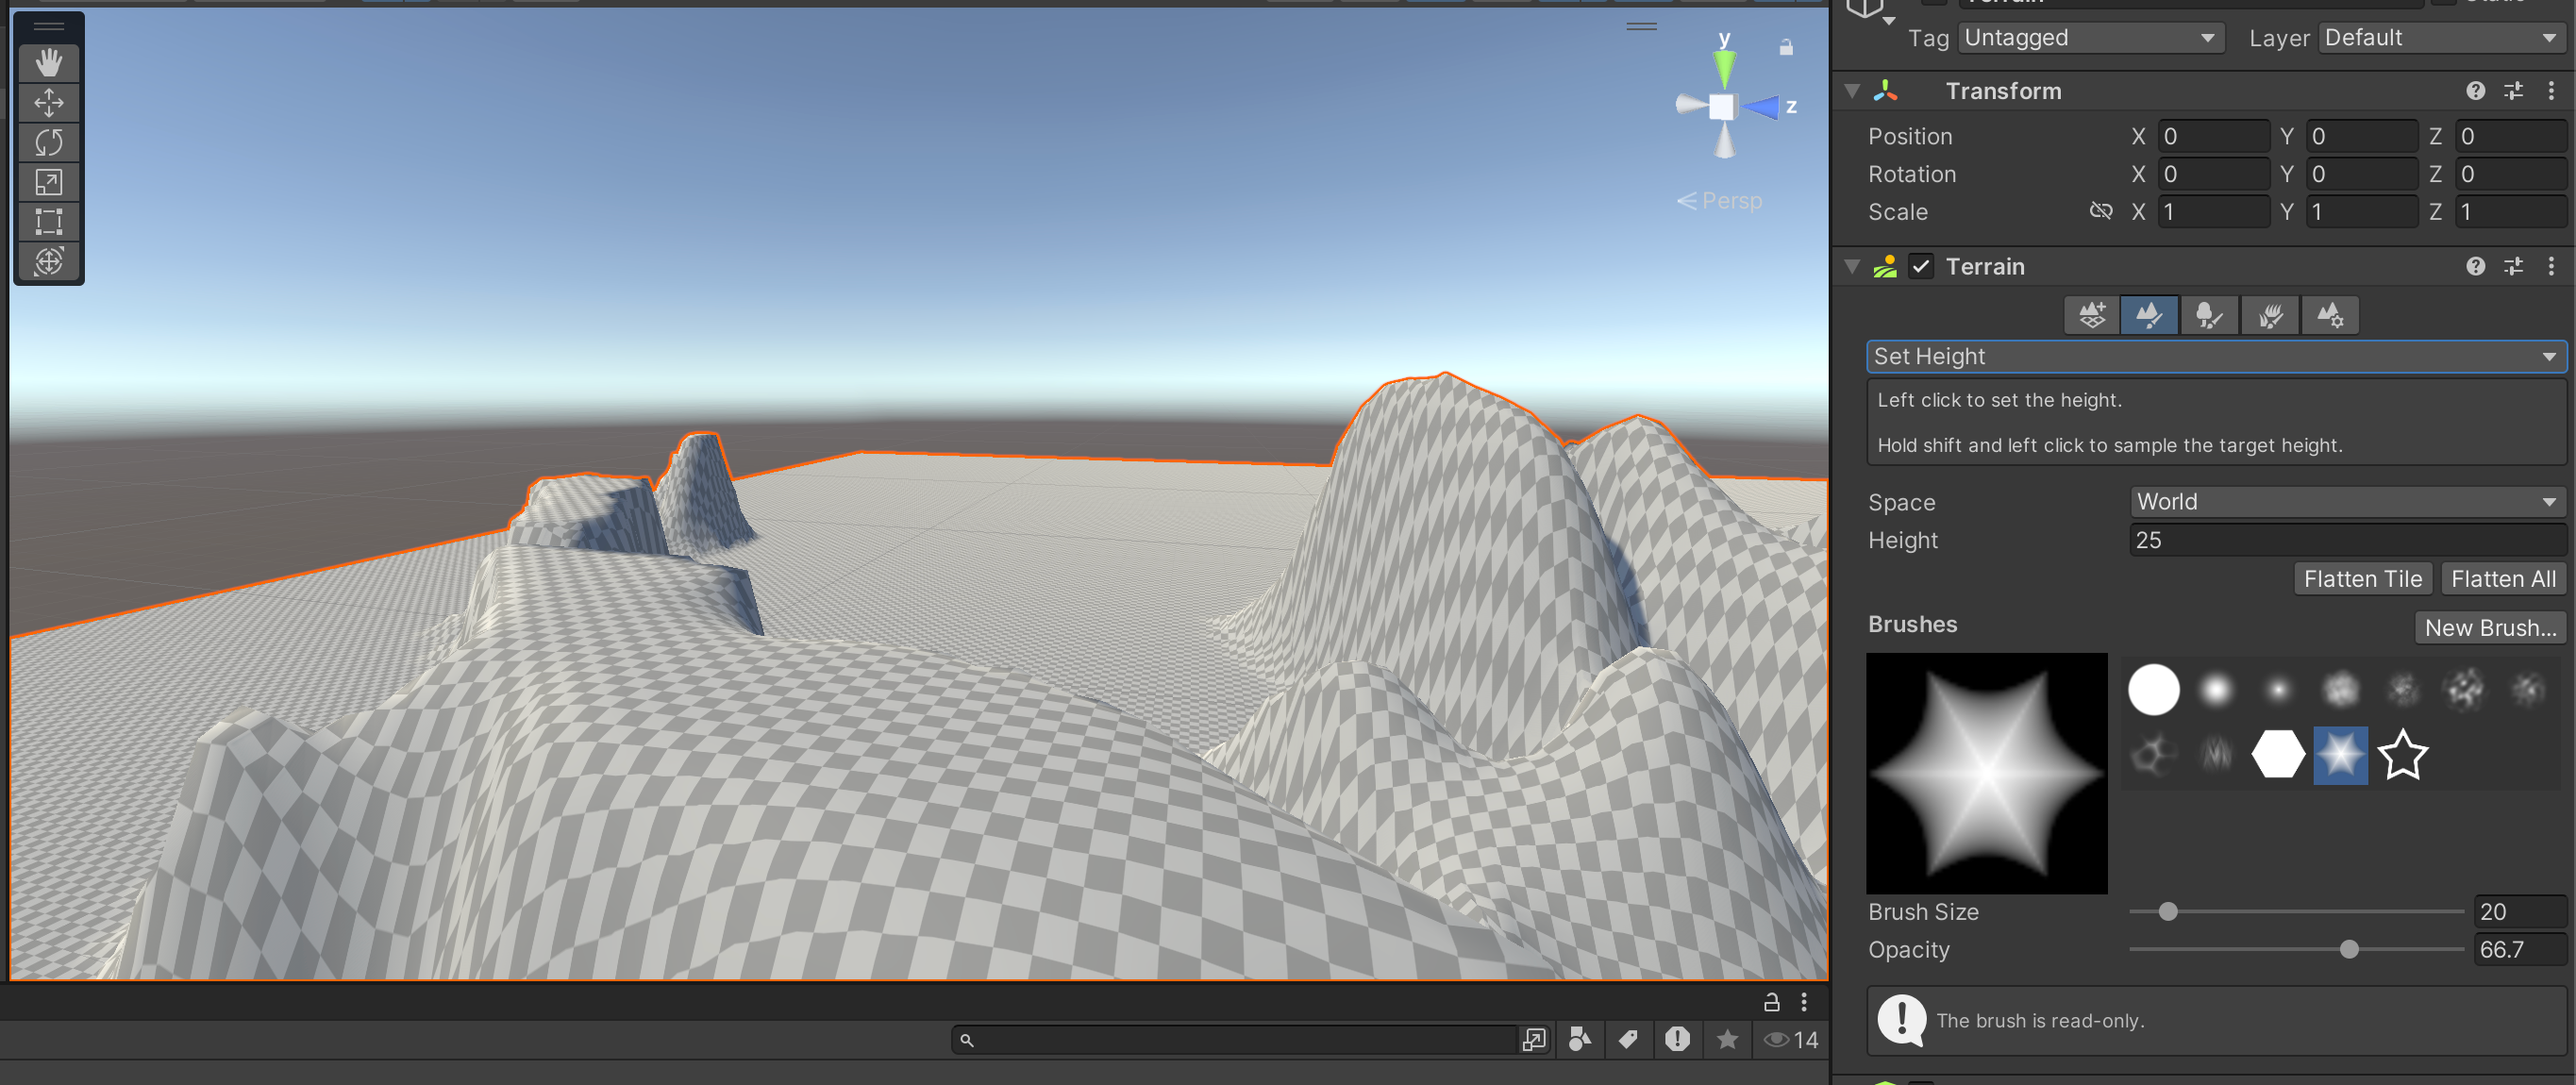 Tag Untagged Layer Default
y
z
Persp
Transform
Position X 0 Y 0 Z 0
Rotation X 0 Y 0 Z 0
Scale X 1 Y 1 Z 1
Terrain
Set Height
Left click to set the height.
Hold shift and left click to sample the target height.
Space World
Height 25
Flatten Tile Flatten All
Brushes New Brush...
Brush Size 20
Opacity 66.7
The brush is read-only.
14